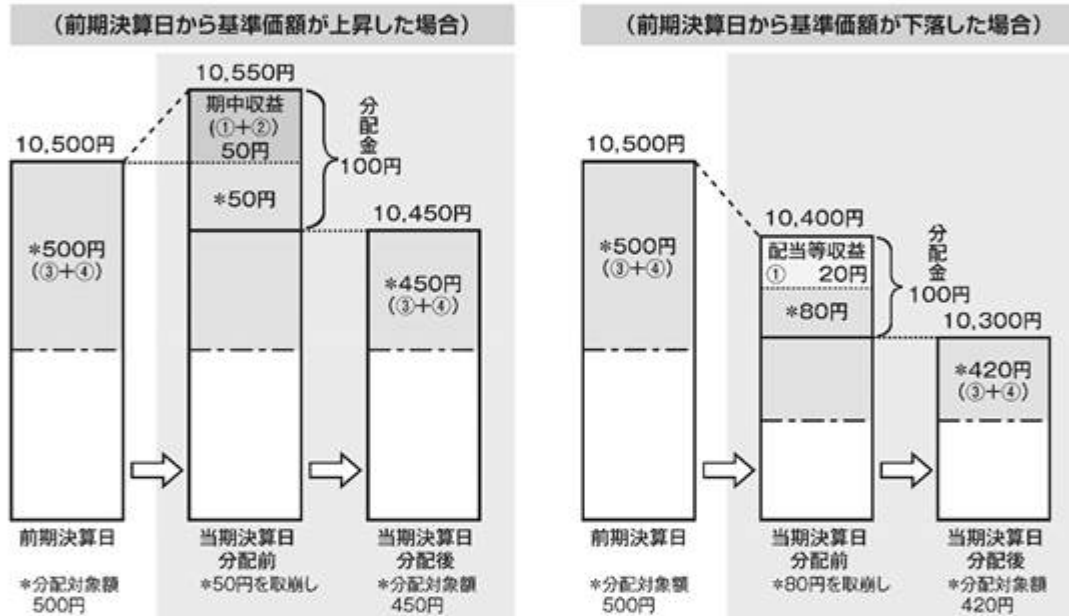 (前期決算日から基準価額が上昇した場合)
10,550円
期中収益
(①+②)
50円
*50円
分配金
100円
10,500円
*500円
(③+④)
10,450円
*450円
(③+④)
前期決算日
当期決算日
分配前
当期決算日
分配後
*分配対象額
500円
*50円を取崩し
*分配対象額
450円
(前期決算日から基準価額が下落した場合)
10,500円
*500円
(③+④)
10,400円
配当等収益
① 20円
*80円
分配金
100円
10,300円
*420円
(③+④)
前期決算日
当期決算日
分配前
当期決算日
分配後
*分配対象額
500円
*80円を取崩し
*分配対象額
420円